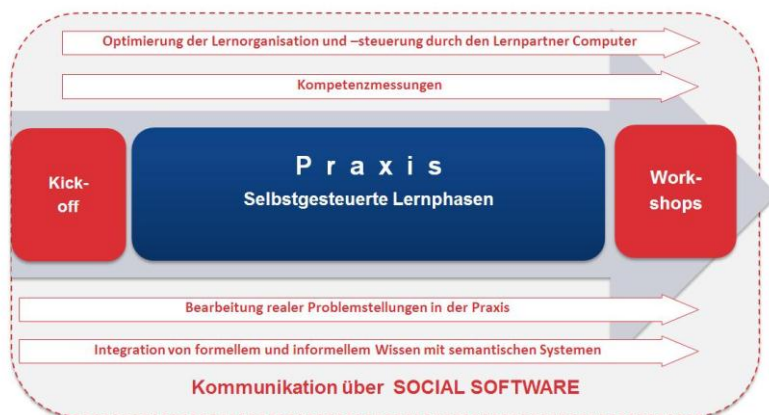 Optimierung der Lernorganisation und –steuerung durch den Lernpartner Computer
Kompetenzmessungen
Kick-
off
P r a x i s
Selbstgesteuerte Lernphasen
Work-
shops
Bearbeitung realer Problemstellungen in der Praxis
Integration von formellem und informellem Wissen mit semantischen Systemen
Kommunikation über SOCIAL SOFTWARE